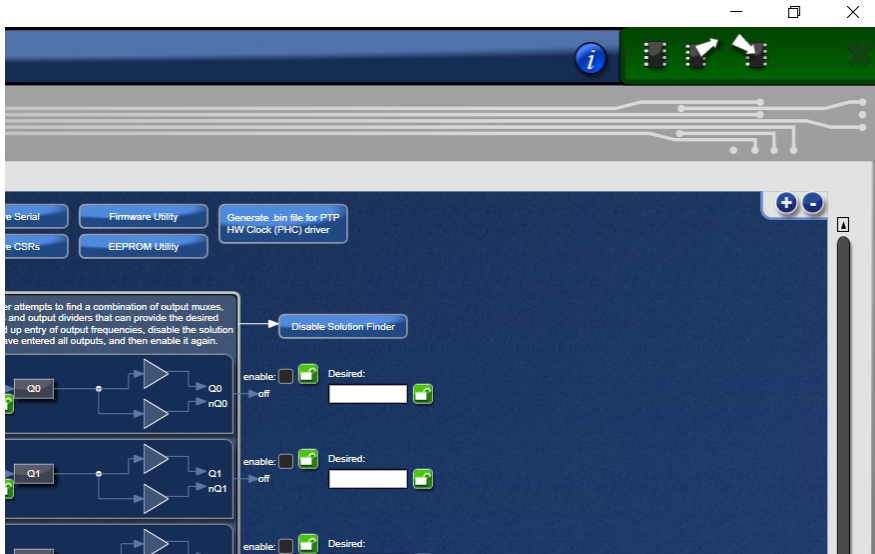 i
e Serial
Firmware Utility
Generate .bin file for PTP
HW Clock (PHC) driver
e CSRs
EEPROM Utility
+ -
er attempts to find a combination of output muxes,
and output dividers that can provide the desired
d up entry of output frequencies, disable the solution
ave entered all outputs, and then enable it again.
Disable Solution Finder
Q0
Q0
nQ0
enable:
off
Desired:
Q1
Q1
nQ1
enable:
off
Desired:
enable:
Desired: